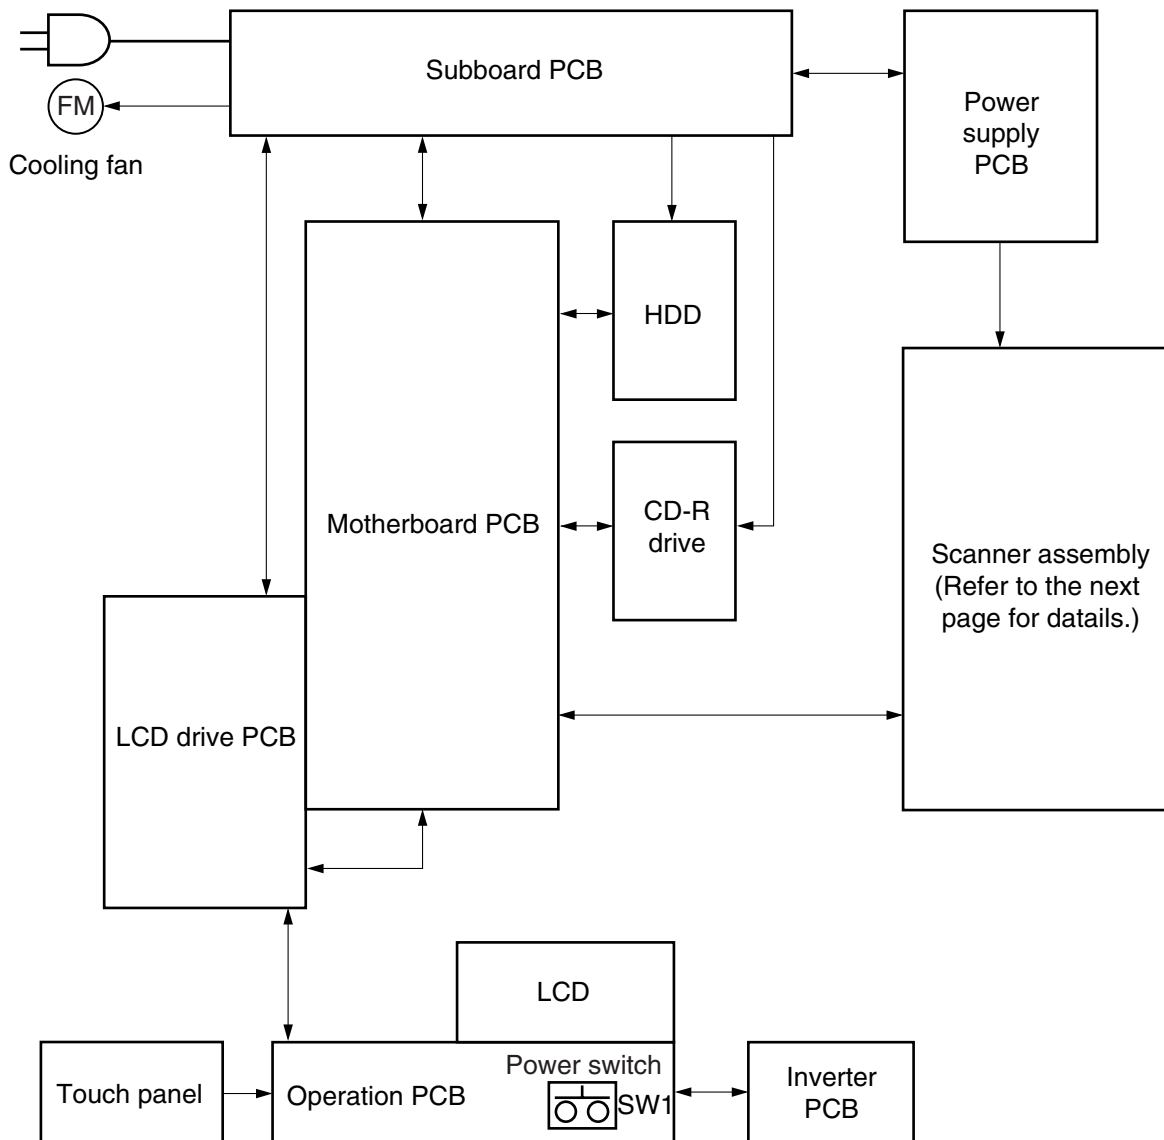 Subboard PCB
FM
Cooling fan
Power
supply
PCB
HDD
Motherboard PCB
CD-R
drive
Scanner assembly
(Refer to the next
page for datails.)
LCD drive PCB
LCD
Touch panel
Operation PCB
Power switch
SW1
Inverter
PCB